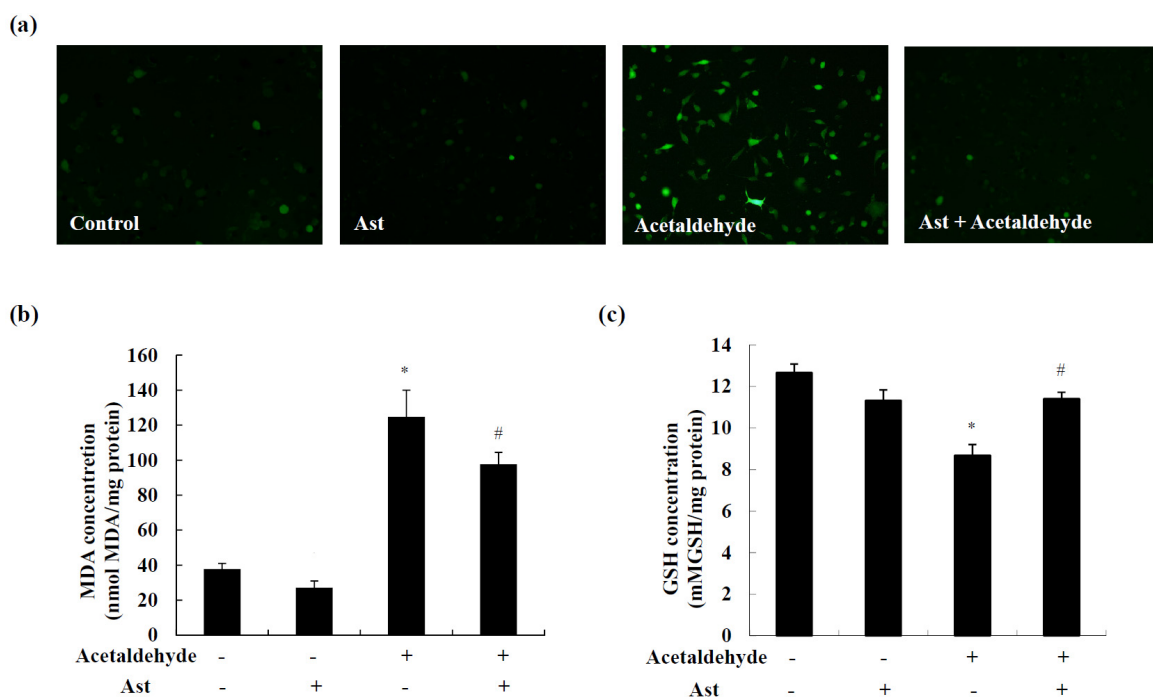 (a)
Control
Ast
Acetaldehyde
Ast + Acetaldehyde
(b)
MDA concentretion
(nmol MDA/mg protein)
160
140
120
100
80
60
40
20
0
*
#
Acetaldehyde - - + +
Ast - + - +
(c)
GSH concentration
(mMGSH/mg protein)
14
12
10
8
6
4
2
0
*
#
Acetaldehyde - - + +
Ast - + - +